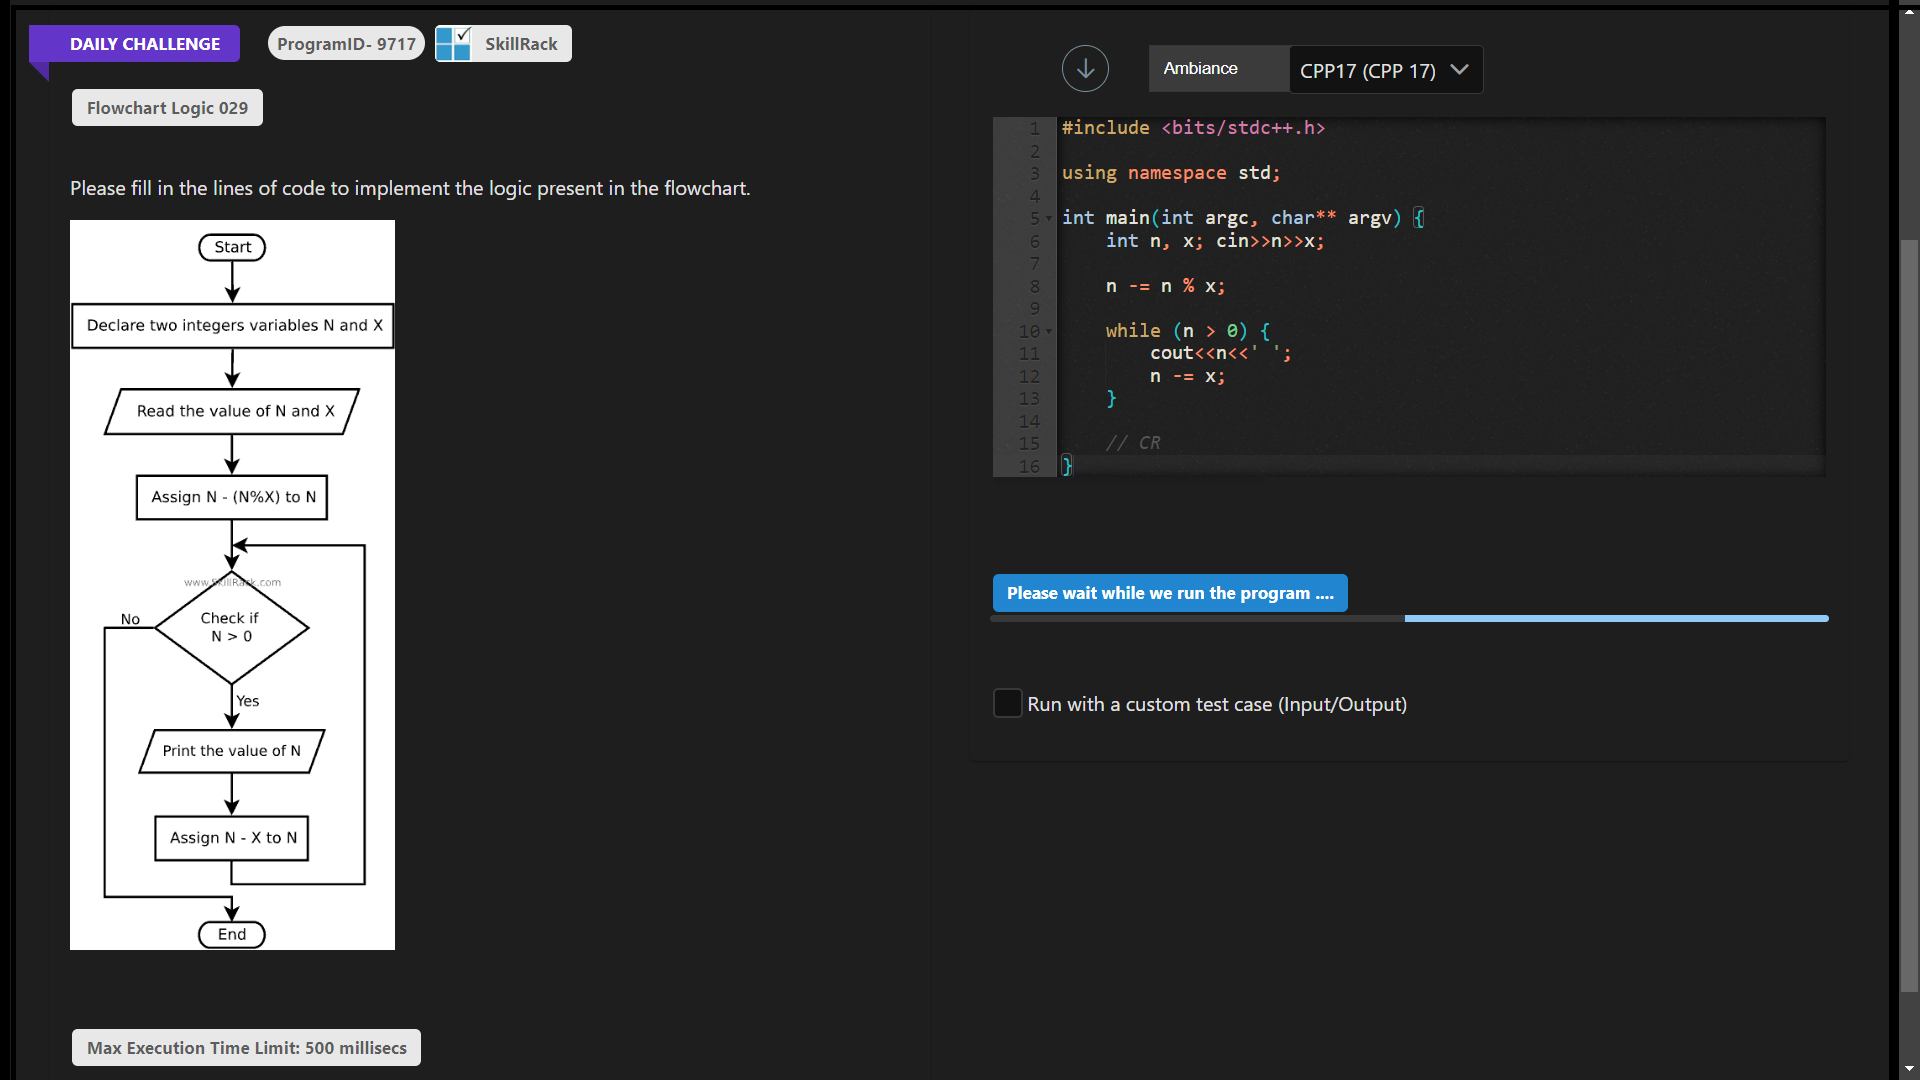 DAILY CHALLENGE
ProgramID- 9717
SkillRack
Flowchart Logic 029
Please fill in the lines of code to implement the logic present in the flowchart.
Start
Declare two integers variables N and X
Read the value of N and X
Assign N - (N%X) to N
www.SkillRack.com
Check if
N > 0
No
Yes
Print the value of N
Assign N - X to N
End
Max Execution Time Limit: 500 millisecs
Ambiance
CPP17 (CPP 17)
1 #include <bits/stdc++.h>
2
3 using namespace std;
4
5 int main(int argc, char** argv) {
6     int n, x; cin>>n>>x;
7
8     n -= n % x;
9
10     while (n > 0) {
11         cout<<n<<' ';
12         n -= x;
13     }
14
15     // CR
16 }
Please wait while we run the program ....
Run with a custom test case (Input/Output)